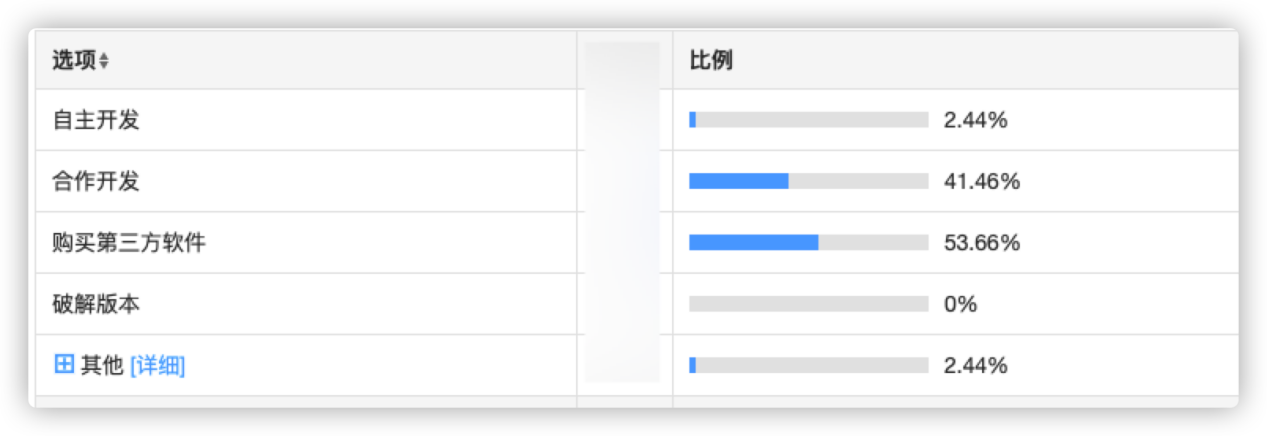 选项 比例
自主开发 2.44%
合作开发 41.46%
购买第三方软件 53.66%
破解版本 0%
其他 [详细] 2.44%